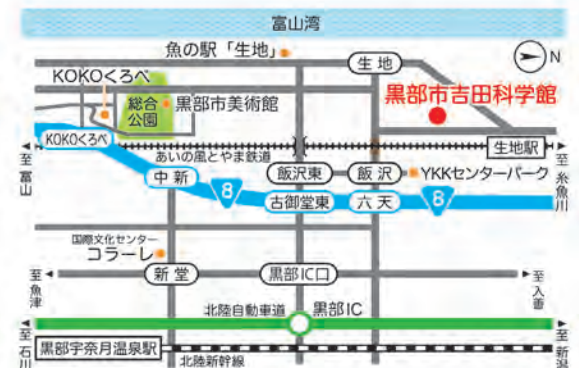 富山湾
魚の駅「生地」
生地
N
KOKOくろべ
総合
公園
黒部市美術館
黒部市吉田科学館
KOKOくろべ
生地駅
至富山
あいの風とやま鉄道
至糸魚川
中新
飯沢東
飯沢
YKKセンターパーク
8
古御堂東
六天
8
国際文化センター
コラーレ
新堂
黒部IC口
至魚津
至入善
北陸自動車道
黒部IC
至石川
黒部宇奈月温泉駅
北陸新幹線
至新潟